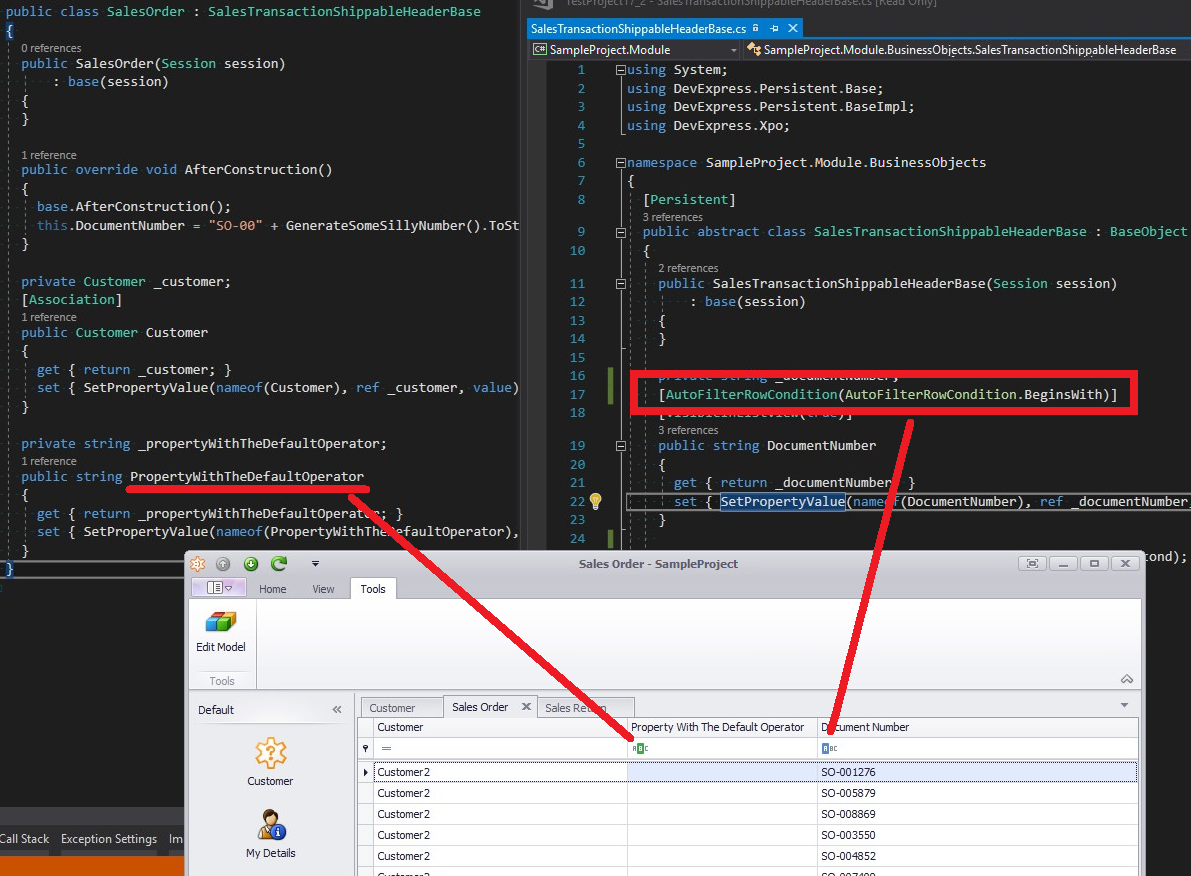 public class SalesOrder : SalesTransactionShippableHeaderBase
{
0 references
public SalesOrder(Session session)
: base(session)
{
}
1 reference
public override void AfterConstruction()
{
base.AfterConstruction();
this.DocumentNumber = "SO-00" + GenerateSomeSillyNumber().ToSt
}
private Customer _customer;
[Association]
1 reference
public Customer Customer
{
get { return _customer; }
set { SetPropertyValue(nameof(Customer), ref _customer, value)
}
private string _propertyWithTheDefaultOperator;
1 reference
public string PropertyWithTheDefaultOperator
{
get { return _propertyWithTheDefaultOperator; }
set { SetPropertyValue(nameof(PropertyWithTheDefaultOperator),
}
}
TestProject17_2 - SalesTransactionShippableHeaderBase.cs [Read Only]
SalesTransactionShippableHeaderBase.cs
C# SampleProject.Module
SampleProject.Module.BusinessObjects.SalesTransactionShippableHeaderBase
1 using System;
2 using DevExpress.Persistent.Base;
3 using DevExpress.Persistent.BaseImpl;
4 using DevExpress.Xpo;
5
6 namespace SampleProject.Module.BusinessObjects
7 {
8 [Persistent]
3 references
9 public abstract class SalesTransactionShippableHeaderBase : BaseObject
10 {
2 references
11 public SalesTransactionShippableHeaderBase(Session session)
12 : base(session)
13 {
14 }
15
16 private string _documentNumber;
17 [AutoFilterRowCondition(AutoFilterRowCondition.BeginsWith)]
18 [VisibleInListView(true)]
3 references
19 public string DocumentNumber
20 {
21 get { return _documentNumber; }
22 set { SetPropertyValue(nameof(DocumentNumber), ref _documentNumber,
23 }
24
ond);
Sales Order - SampleProject
Home View Tools
Edit Model
Tools
Default «
Customer
My Details
Customer Sales Order Sales Return
Customer Property With The Default Operator Document Number
= ABC ABC
Customer2 SO-001276
Customer2 SO-005879
Customer2 SO-008869
Customer2 SO-003550
Customer2 SO-004852
Call Stack Exception Settings Im